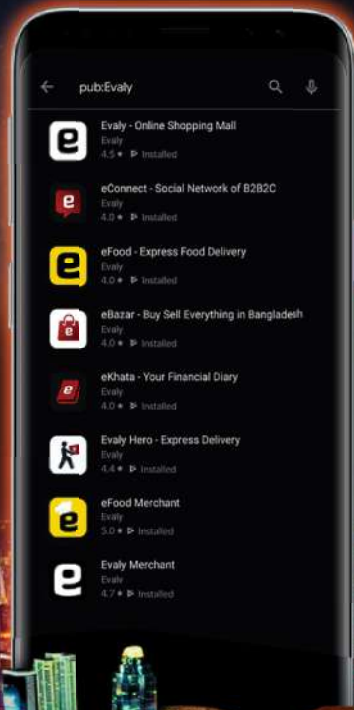 pub:Evaly
Evaly - Online Shopping Mall
Evaly
4.5 ★ Installed
eConnect - Social Network of B2B2C
Evaly
4.0 ★ Installed
eFood - Express Food Delivery
Evaly
4.0 ★ Installed
eBazar - Buy Sell Everything in Bangladesh
Evaly
4.0 ★ Installed
eKhata - Your Financial Diary
Evaly
4.0 ★ Installed
Evaly Hero - Express Delivery
Evaly
4.4 ★ Installed
eFood Merchant
Evaly
5.0 ★ Installed
Evaly Merchant
Evaly
4.7 ★ Installed